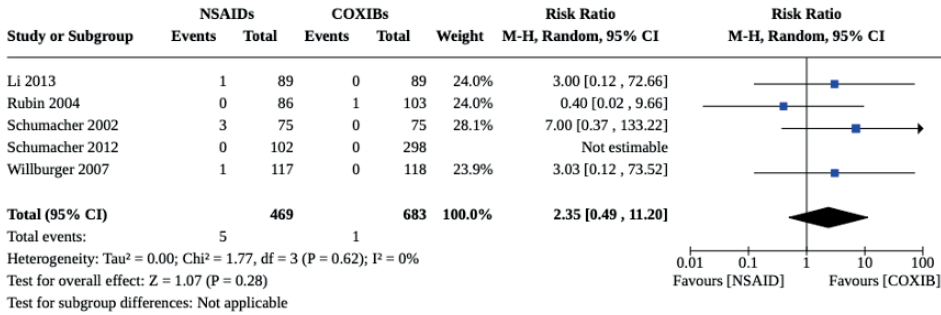 NSAIDs COXIBs Risk Ratio Risk Ratio
Study or Subgroup Events Total Events Total Weight M-H, Random, 95% CI M-H, Random, 95% CI
Li 2013 1 89 0 89 24.0% 3.00 [0.12 , 72.66]
Rubin 2004 0 86 1 103 24.0% 0.40 [0.02 , 9.66]
Schumacher 2002 3 75 0 75 28.1% 7.00 [0.37 , 133.22]
Schumacher 2012 0 102 0 298 Not estimable
Willburger 2007 1 117 0 118 23.9% 3.03 [0.12 , 73.52]
Total (95% CI) 469 683 100.0% 2.35 [0.49 , 11.20]
Total events: 5 1
Heterogeneity: Tau² = 0.00; Chi² = 1.77, df = 3 (P = 0.62); I² = 0%
0.01 0.1 1 10 100
Test for overall effect: Z = 1.07 (P = 0.28)
Favours [NSAID] Favours [COXIB]
Test for subgroup differences: Not applicable